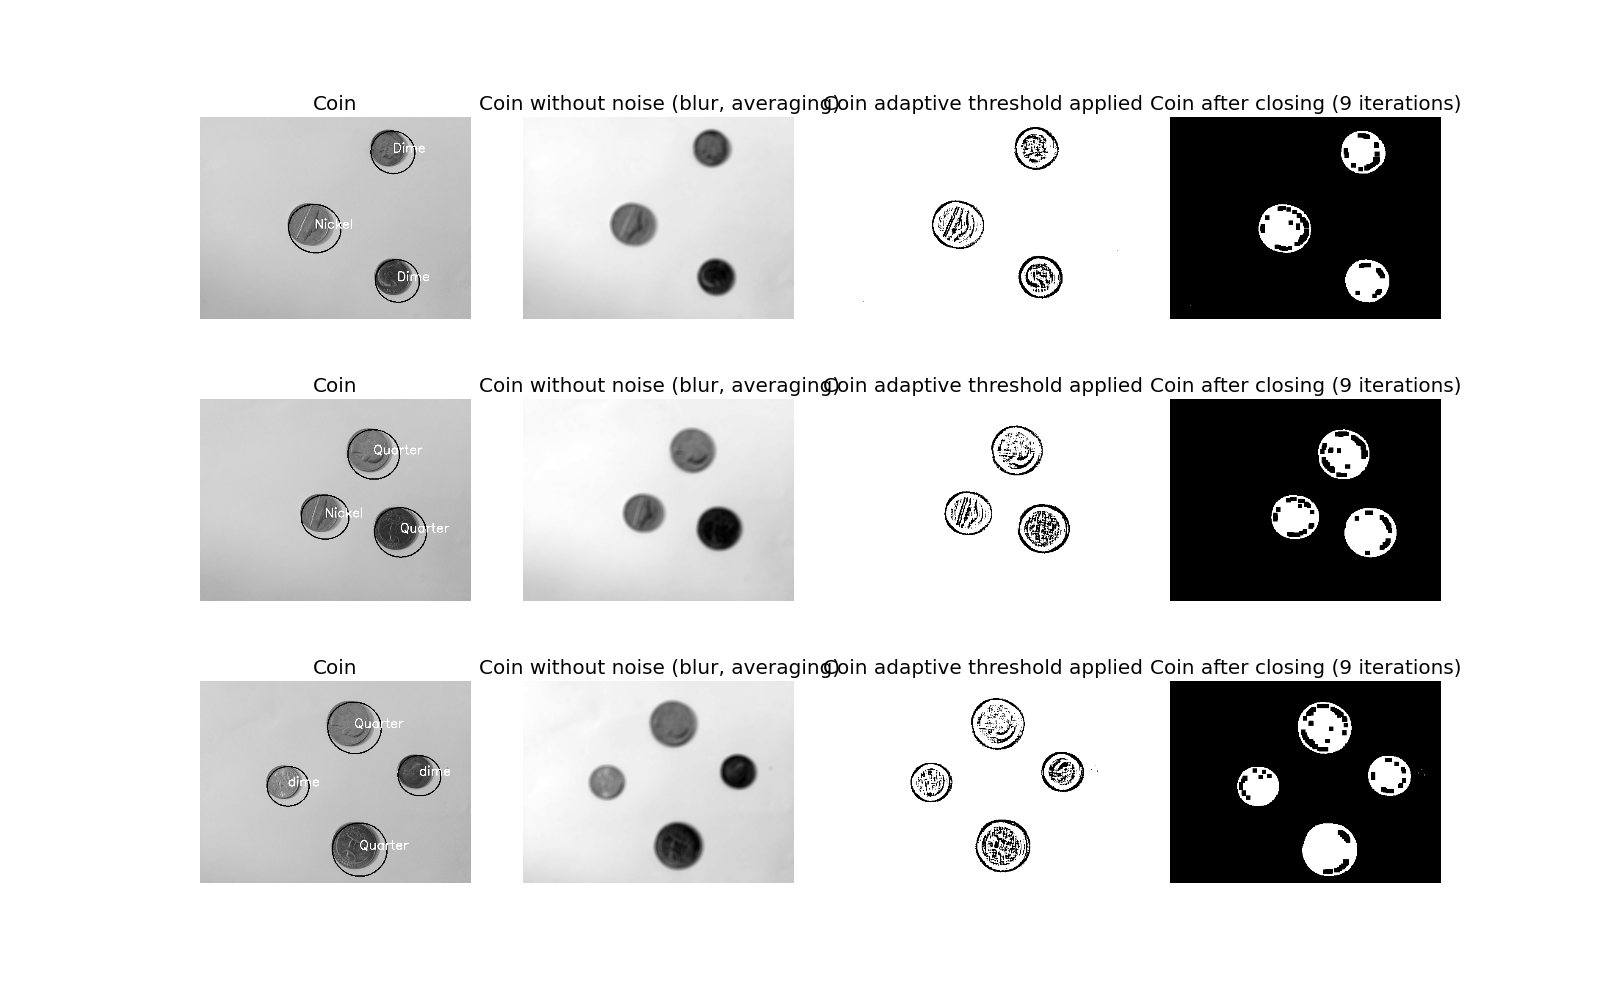 Coin
Coin without noise (blur, averaging)
Coin adaptive threshold applied
Coin after closing (9 iterations)
Dime
Nickel
Dime
Coin
Coin without noise (blur, averaging)
Coin adaptive threshold applied
Coin after closing (9 iterations)
Quarter
Nickel
Quarter
Coin
Coin without noise (blur, averaging)
Coin adaptive threshold applied
Coin after closing (9 iterations)
Quarter
dime
dime
Quarter